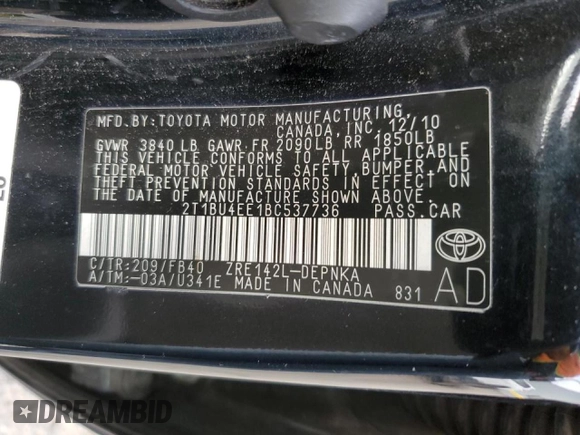 MFD.BY:TOYOTA MOTOR MANUFACTURING,
CANADA, INC. 12/10
GVWR 3840 LB GAWR FR 2090LB RR 1850LB
THIS VEHICLE CONFORMS TO ALL APPLICABLE
FEDERAL MOTOR VEHICLE SAFETY, BUMPER, AND
THEFT PREVENTION STANDARDS IN EFFECT ON
THE DATE OF MANUFACTURE SHOWN ABOVE.
2T1BU4EE1BC537736 PASS.CAR
C/TR:209/FB40 ZRE142L-DEPNKA
A/TM:-03A/U341E MADE IN CANADA 831
AD
DREAMBID